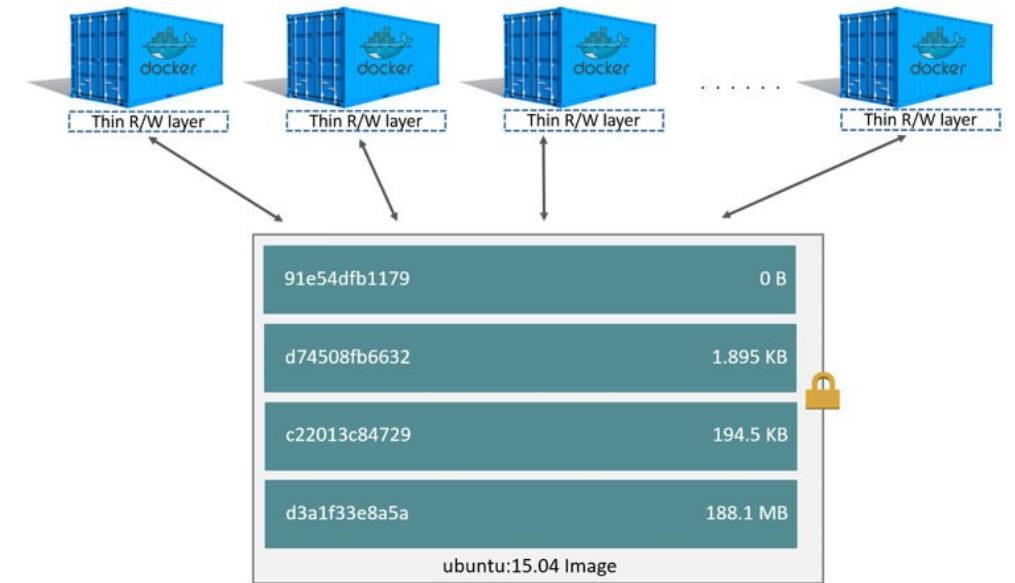 docker
docker
docker
docker
Thin R/W layer
Thin R/W layer
Thin R/W layer
. . . . . .
Thin R/W layer
91e54dfb1179 0 B
d74508fb6632 1.895 KB
c22013c84729 194.5 KB
d3a1f33e8a5a 188.1 MB
ubuntu:15.04 Image